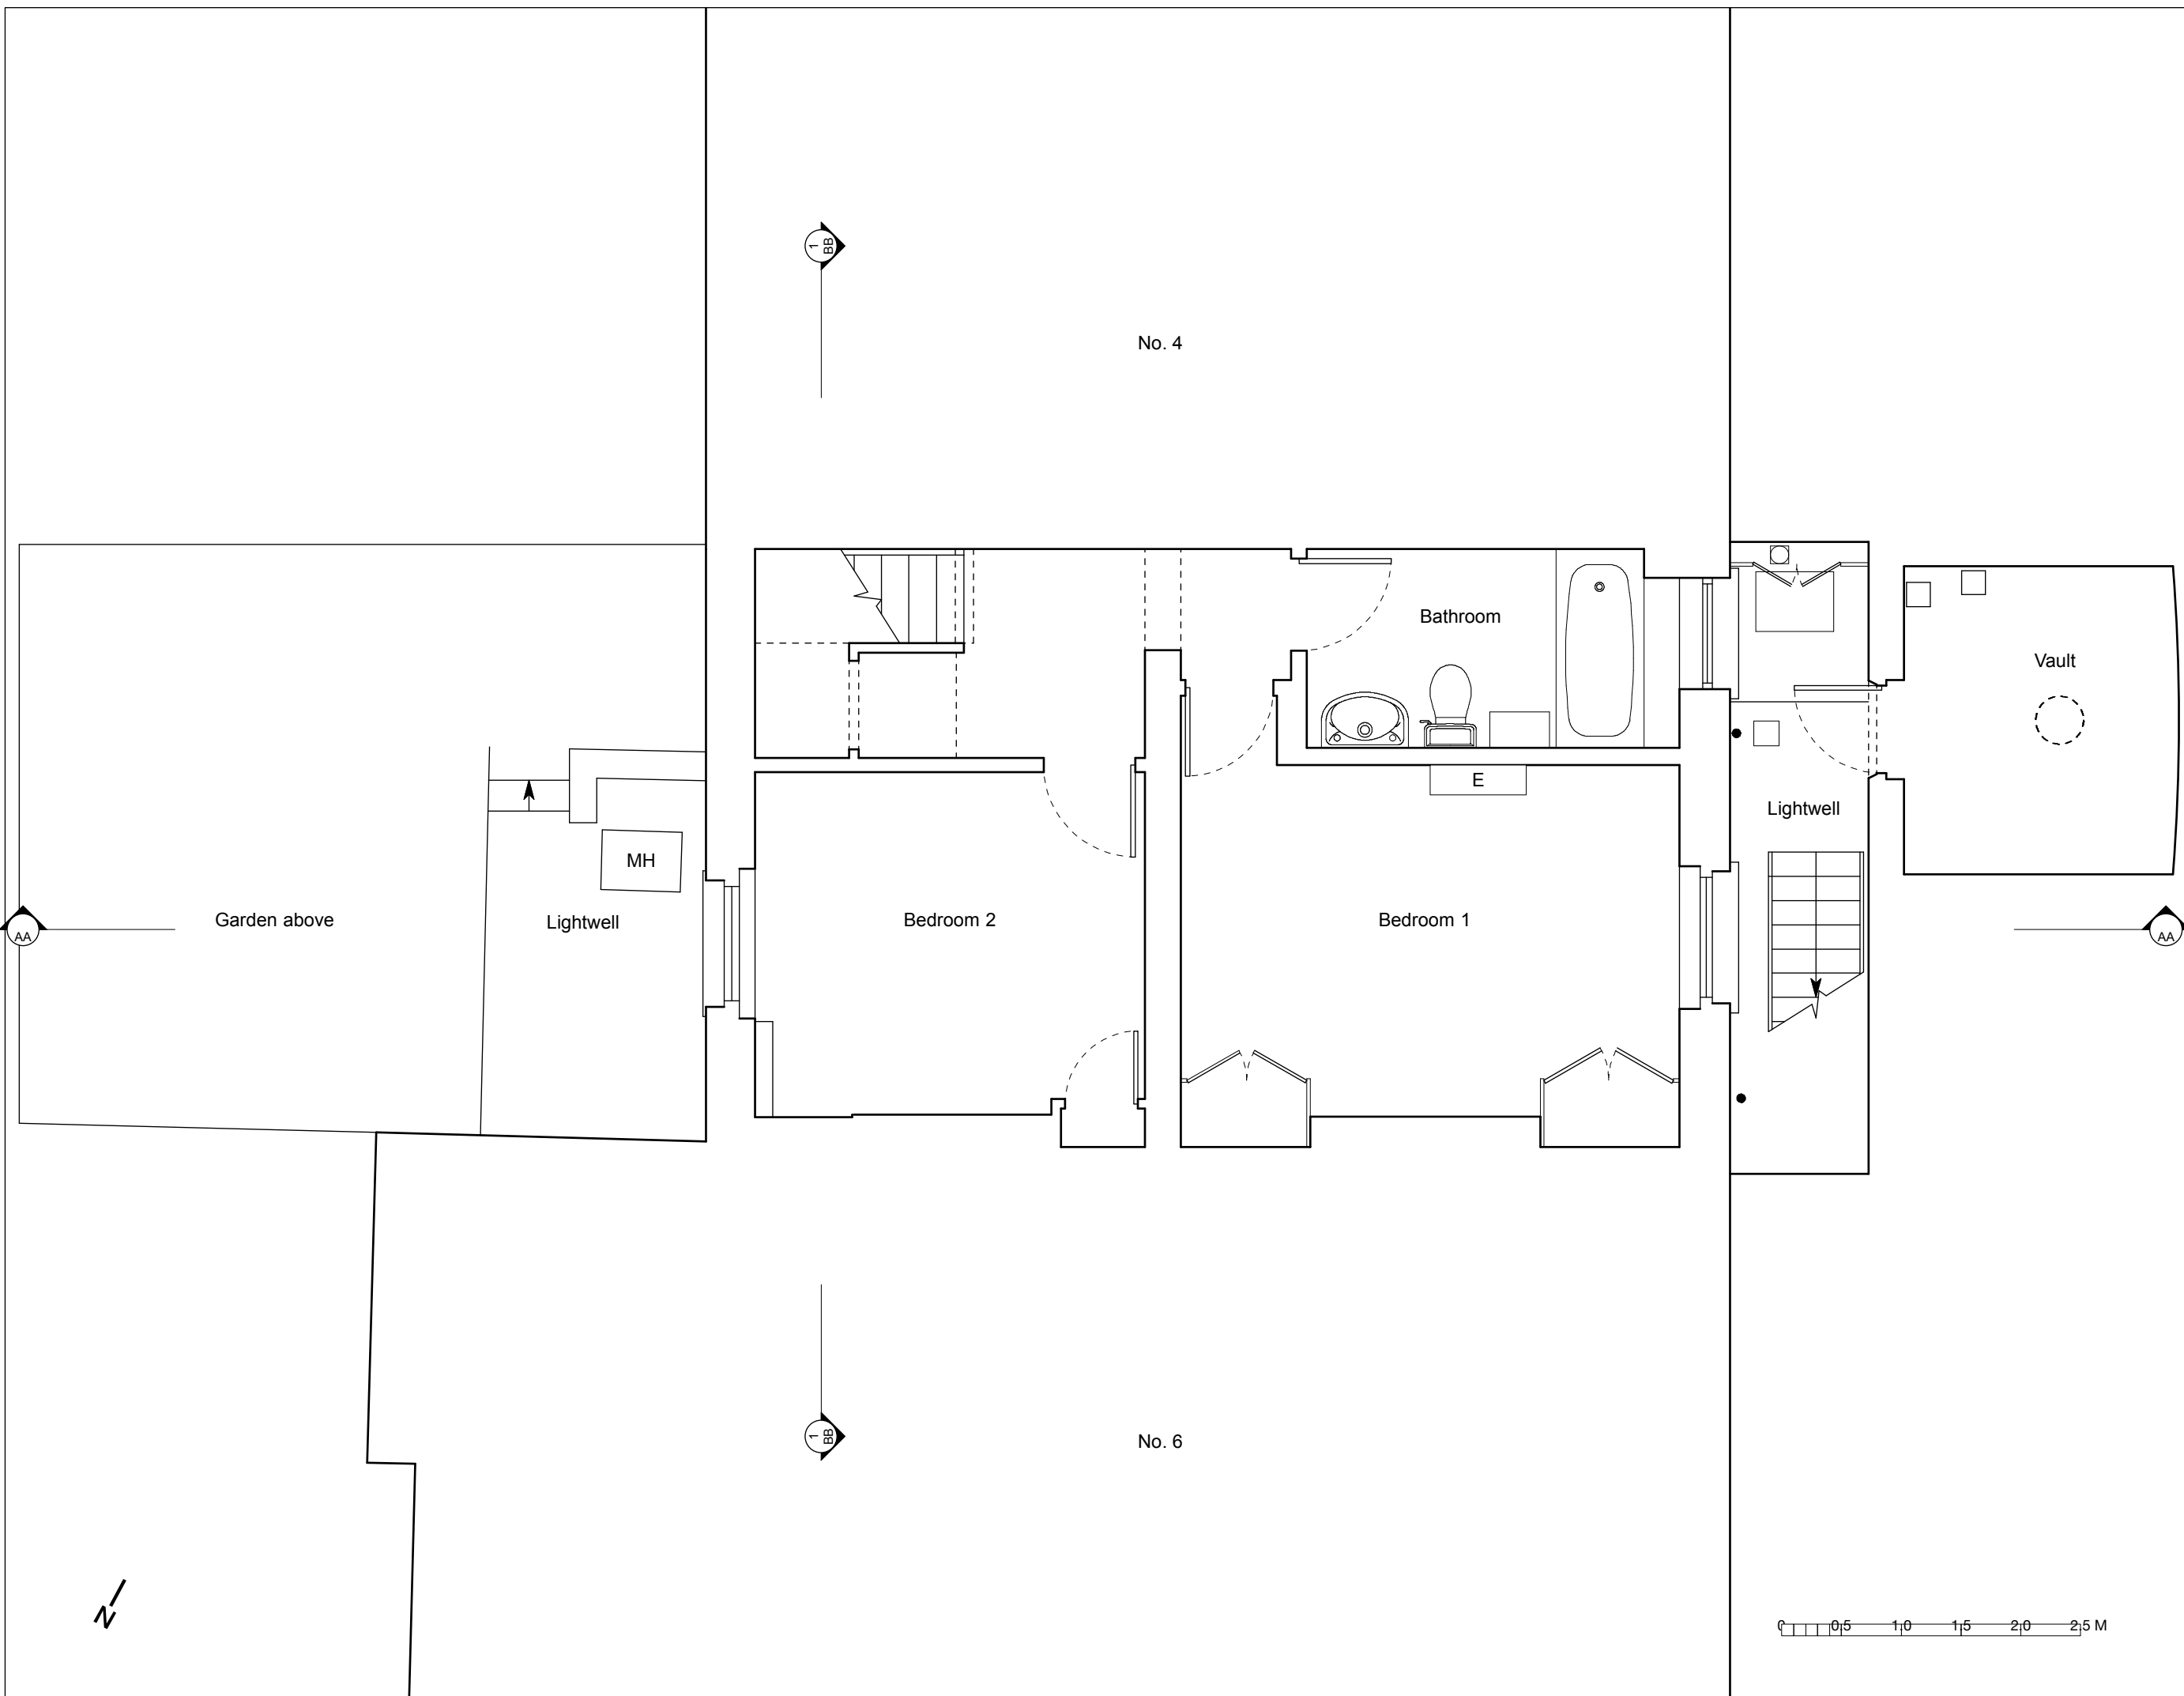 1
BB
No. 4
Bathroom
Vault
E
Lightwell
MH
Garden above
Lightwell
Bedroom 2
Bedroom 1
AA
AA
1
BB
No. 6
N
0 0.5 1.0 1.5 2.0 2.5 M